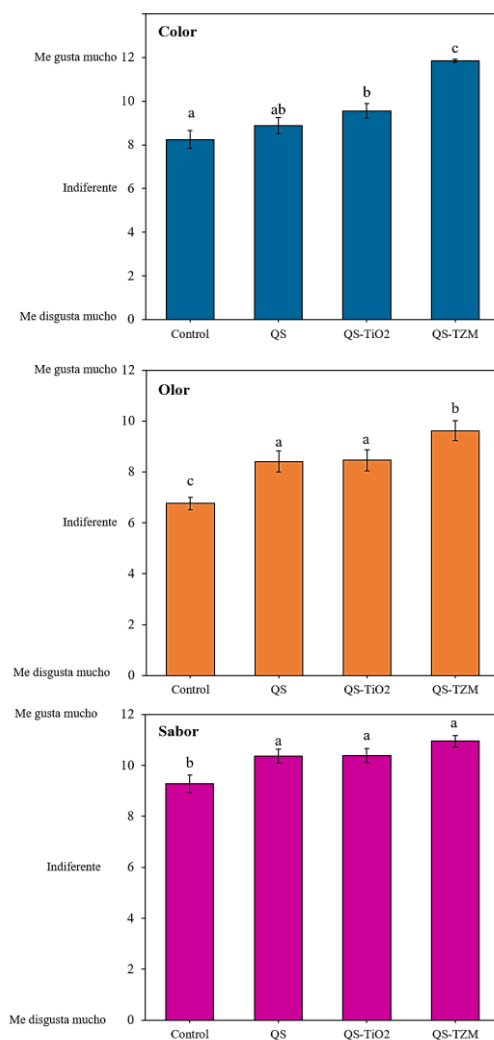 Color
Me gusta mucho 12
c
10
b
ab
a
8
Indiferente 6
4
2
Me disgusta mucho 0
Control QS QS-TiO2 QS-TZM
Me gusta mucho 12
Olor
10
b
a a
8
c
Indiferente 6
4
2
Me disgusta mucho 0
Control QS QS-TiO2 QS-TZM
Me gusta mucho 12
Sabor
a
a a
10
b
8
Indiferente 6
4
2
Me disgusta mucho 0
Control QS QS-TiO2 QS-TZM